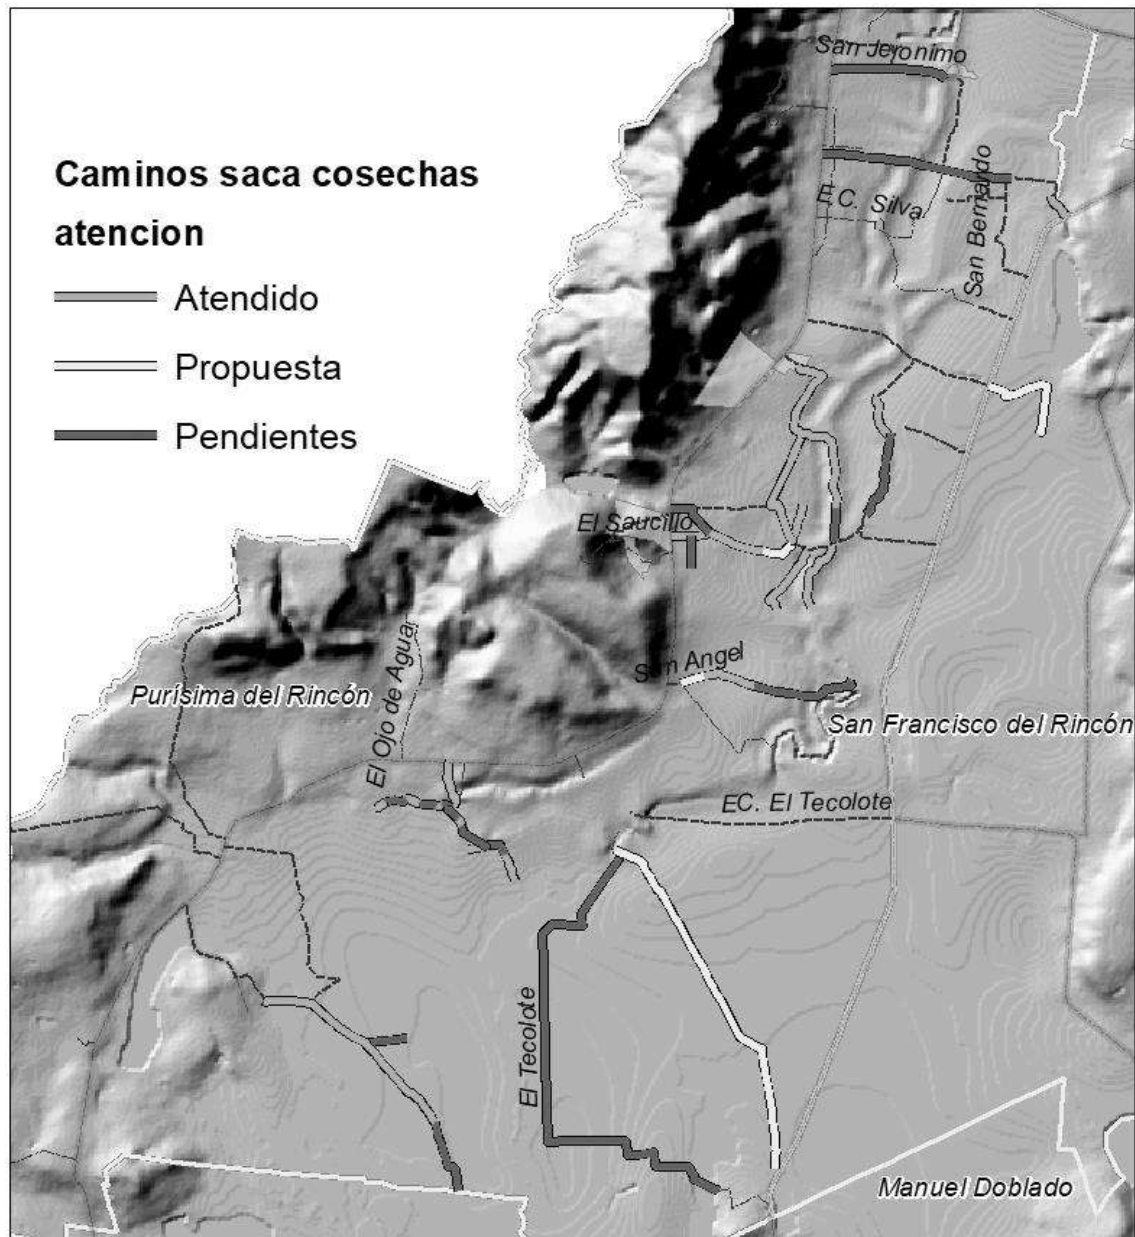 San Jeronimo
Caminos saca cosechas
atencion
Atendido
Propuesta
Pendientes
E.C. Silva
San Bernardo
El Saucillo
San Angel
Purísima del Rincón
El Ojo de Agua
San Francisco del Rincón
EC. El Tecolote
El Tecolote
Manuel Doblado